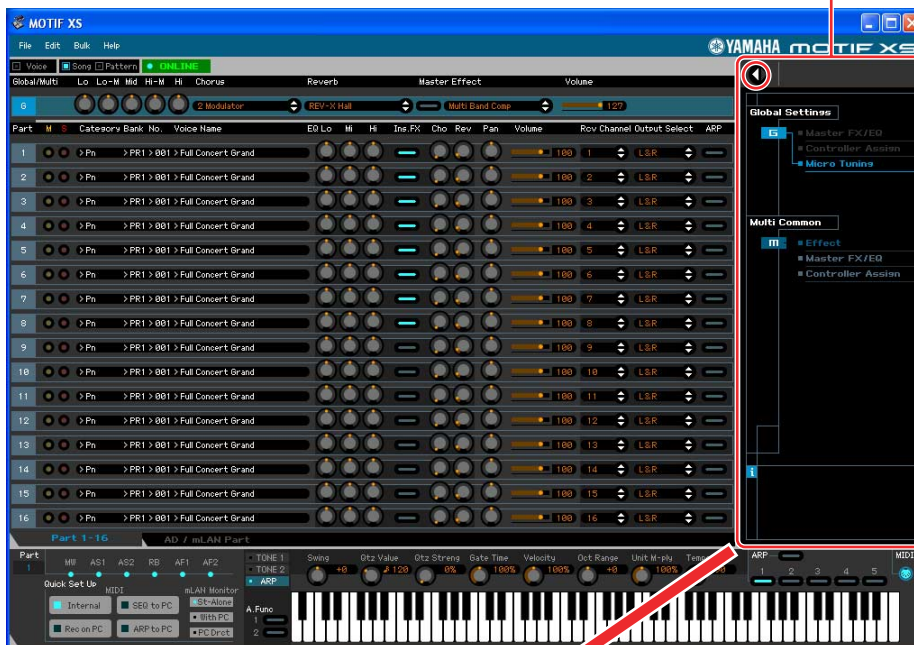 MOTIF XS
File Edit Bulk Help
YAMAHA MOTIF XS
Voice Song Pattern ONLINE
Global/Multi Lo Lo-M Mid Hi-M Hi Chorus Reverb Master Effect Volume
G 2 Modulator REV-X Hall Multi Band Comp 127
Part M S Category Bank No. Voice Name EQ Lo Mi Hi Ins.FX Cho Rev Pan Volume Rcv Channel Output Select ARP
1 > Pn > PR1 > 001 > Full Concert Grand 100 1 L&R
2 > Pn > PR1 > 001 > Full Concert Grand 100 2 L&R
3 > Pn > PR1 > 001 > Full Concert Grand 100 3 L&R
4 > Pn > PR1 > 001 > Full Concert Grand 100 4 L&R
5 > Pn > PR1 > 001 > Full Concert Grand 100 5 L&R
6 > Pn > PR1 > 001 > Full Concert Grand 100 6 L&R
7 > Pn > PR1 > 001 > Full Concert Grand 100 7 L&R
8 > Pn > PR1 > 001 > Full Concert Grand 100 8 L&R
9 > Pn > PR1 > 001 > Full Concert Grand 100 9 L&R
10 > Pn > PR1 > 001 > Full Concert Grand 100 10 L&R
11 > Pn > PR1 > 001 > Full Concert Grand 100 11 L&R
12 > Pn > PR1 > 001 > Full Concert Grand 100 12 L&R
13 > Pn > PR1 > 001 > Full Concert Grand 100 13 L&R
14 > Pn > PR1 > 001 > Full Concert Grand 100 14 L&R
15 > Pn > PR1 > 001 > Full Concert Grand 100 15 L&R
16 > Pn > PR1 > 001 > Full Concert Grand 100 16 L&R
Part 1-16 AD / mLAN Part
Global Settings
G Master FX/EQ
Controller Assign
Micro Tuning
Multi Common
m Effect
Master FX/EQ
Controller Assign
i
Part MW AS1 AS2 RB AF1 AF2
1
Quick Set Up
MIDI mLAN Monitor
Internal SEQ to PC St-Alone
With PC
Rec on PC ARP to PC PC Drct
TONE 1
TONE 2
ARP
A.Func
1
2
Swing Qtz Value Qtz Streng Gate Time Velocity Oct Range Unit M-ply
+0 120 0% 100% 100% +0 100%
ARP MIDI
1 2 3 4 5